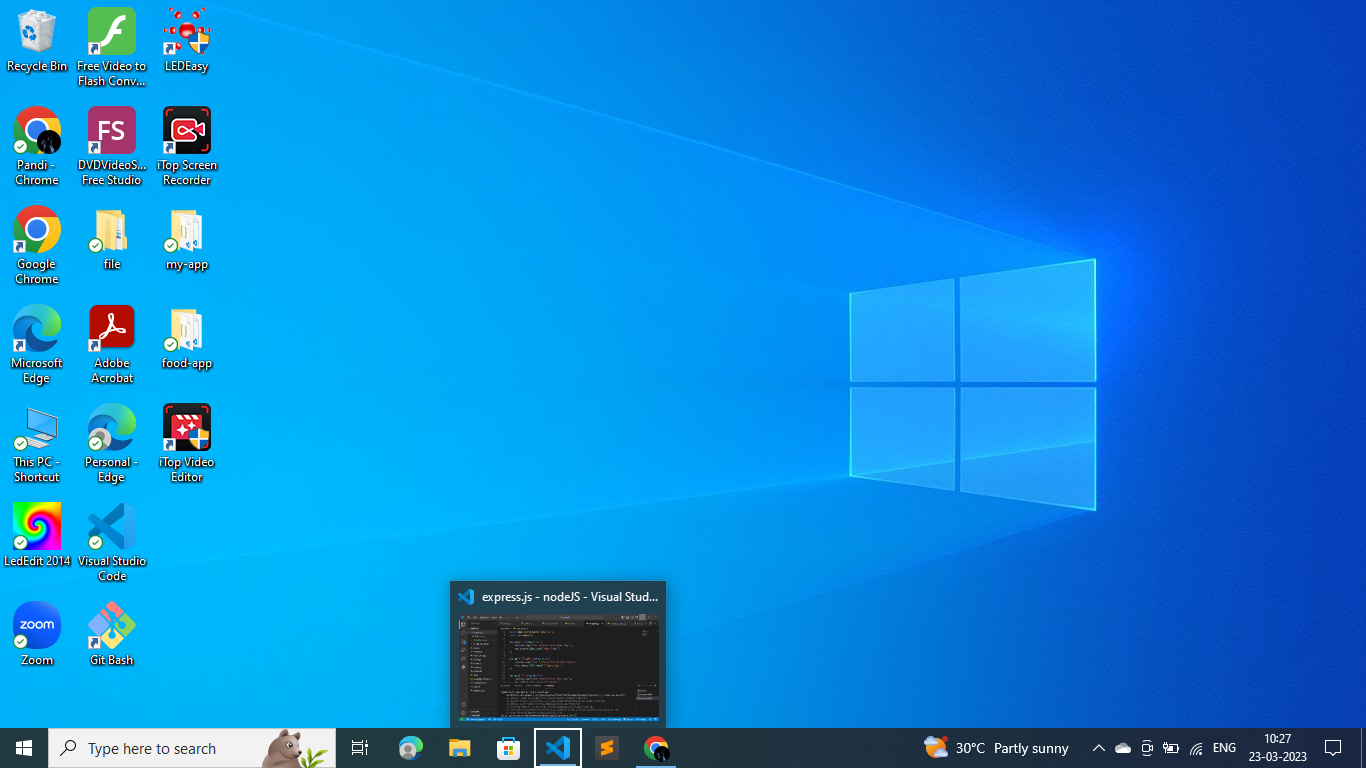 Recycle Bin
Free Video to
Flash Conv...
LEDEasy
Pandi -
Chrome
FS
DVDVideoS...
Free Studio
iTop Screen
Recorder
Google
Chrome
file
my-app
Microsoft
Edge
Adobe
Acrobat
food-app
This PC -
Shortcut
Personal -
Edge
iTop Video
Editor
LedEdit 2014
Visual Studio
Code
zoom
Zoom
Git Bash
express.js - nodeJS - Visual Stud...
Type here to search
30°C Partly sunny
ENG
10:27
23-03-2023